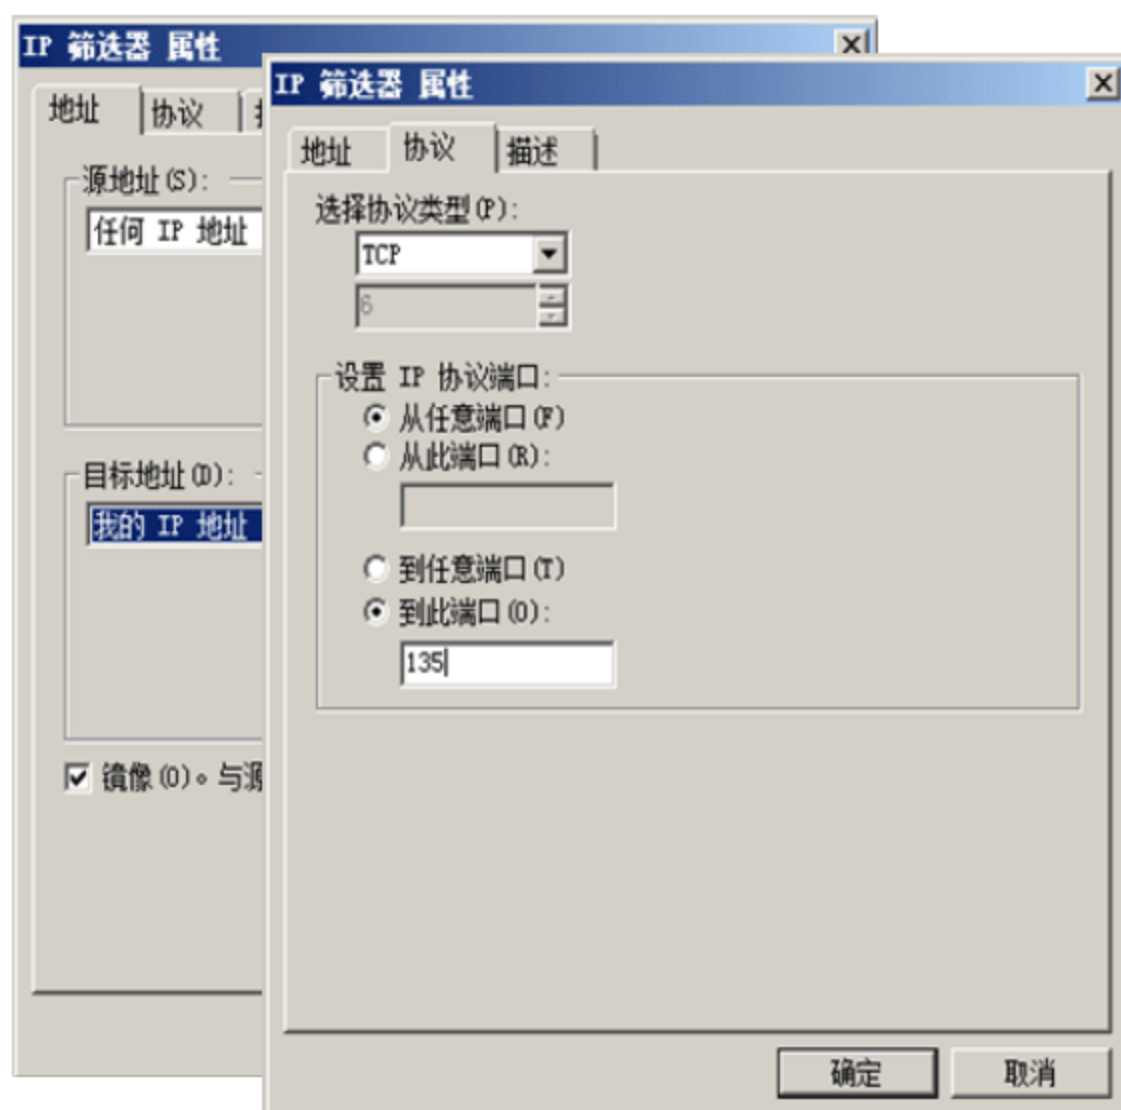 IP 筛选器 属性
地址 协议
源地址(S):
任何 IP 地址
目标地址(D):
我的 IP 地址
镜像(O)。与源
IP 筛选器 属性
地址 协议 描述
选择协议类型(P):
TCP
6
设置 IP 协议端口:
从任意端口(F)
从此端口(R):
到任意端口(T)
到此端口(O):
135
确定 取消